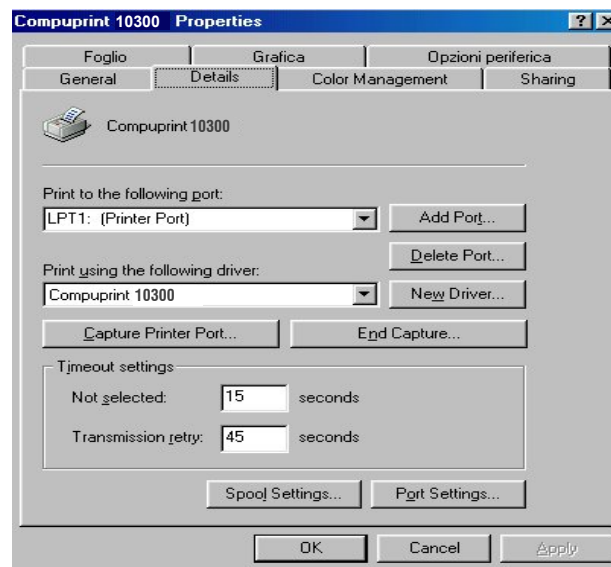 Compuprint 10300 Properties
Foglio Grafica Opzioni periferica
General Details Color Management Sharing
Compuprint 10300
Print to the following port:
LPT1: (Printer Port) Add Port...
Delete Port...
Print using the following driver:
Compuprint 10300 New Driver...
Capture Printer Port... End Capture...
Timeout settings
Not selected: 15 seconds
Transmission retry: 45 seconds
Spool Settings... Port Settings...
OK Cancel Apply